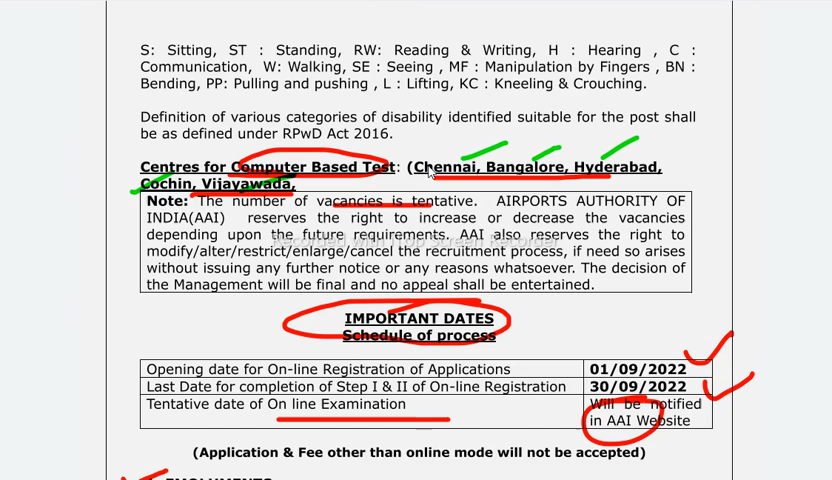 S: Sitting, ST : Standing, RW: Reading & Writing, H : Hearing , C :
Communication, W: Walking, SE : Seeing , MF : Manipulation by Fingers , BN :
Bending, PP: Pulling and pushing , L : Lifting, KC : Kneeling & Crouching.
Definition of various categories of disability identified suitable for the post shall
be as defined under RPwD Act 2016.
Centres for Computer Based Test: (Chennai, Bangalore, Hyderabad,
Cochin, Vijayawada,
Note: The number of vacancies is tentative. AIRPORTS AUTHORITY OF
INDIA(AAI) reserves the right to increase or decrease the vacancies
depending upon the future requirements. AAI also reserves the right to
Recorded with iTop Screen Recorder
modify/alter/restrict/enlarge/cancel the recruitment process, if need so arises
without issuing any further notice or any reasons whatsoever. The decision of
the Management will be final and no appeal shall be entertained.
IMPORTANT DATES
Schedule of process
Opening date for On-line Registration of Applications 01/09/2022
Last Date for completion of Step I & II of On-line Registration 30/09/2022
Tentative date of On line Examination Will be notified
in AAI Website
(Application & Fee other than online mode will not be accepted)